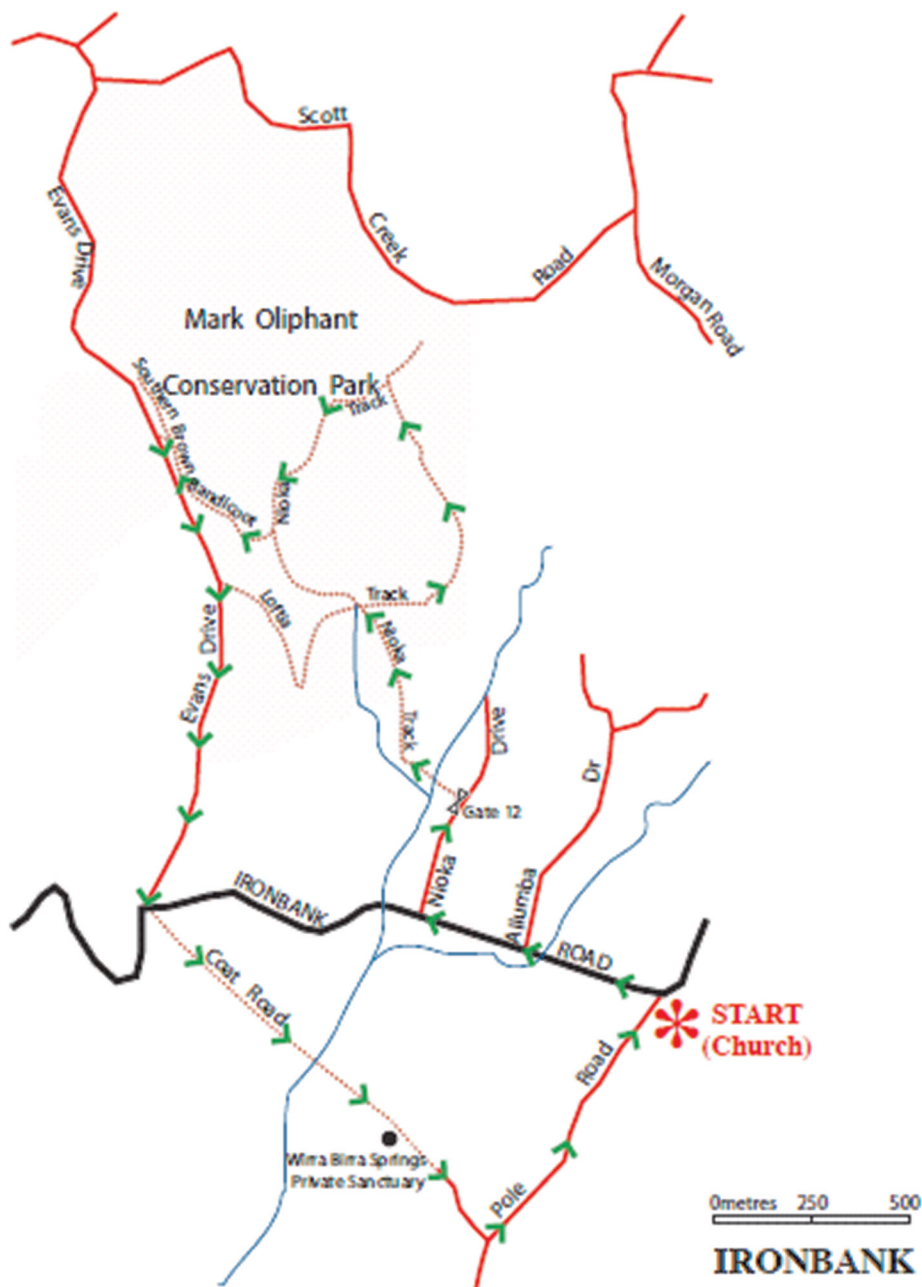 Scott
Creek
Road
Morgan Road
Evans Drive
Mark Oliphant
Conservation Park
Southern Brown
Bandicoot
Track
Nioka
Track
Loftia
Nioka
Track
Evans Drive
Drive
Gate 12
Nioka
Dr
Allumba
IRONBANK
ROAD
Coat Road
START
(Church)
Road
Pole
Wirra Birra Springs
Private Sanctuary
0metres 250 500
IRONBANK